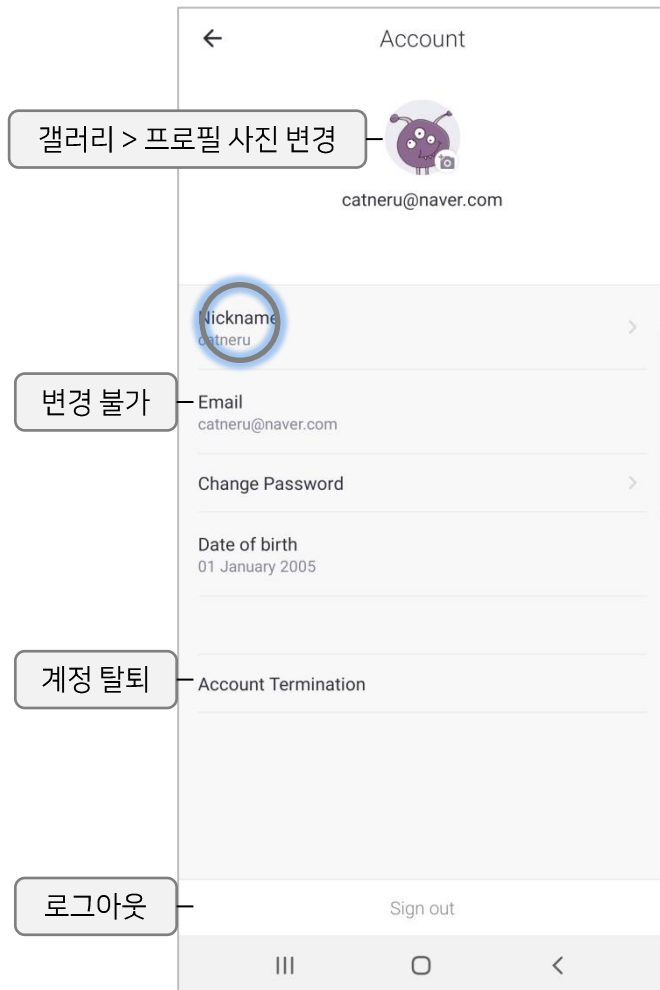 Account
갤러리 > 프로필 사진 변경
catneru@naver.com
Nickname
catneru
변경 불가
Email
catneru@naver.com
Change Password
Date of birth
01 January 2005
계정 탈퇴
Account Termination
로그아웃
Sign out